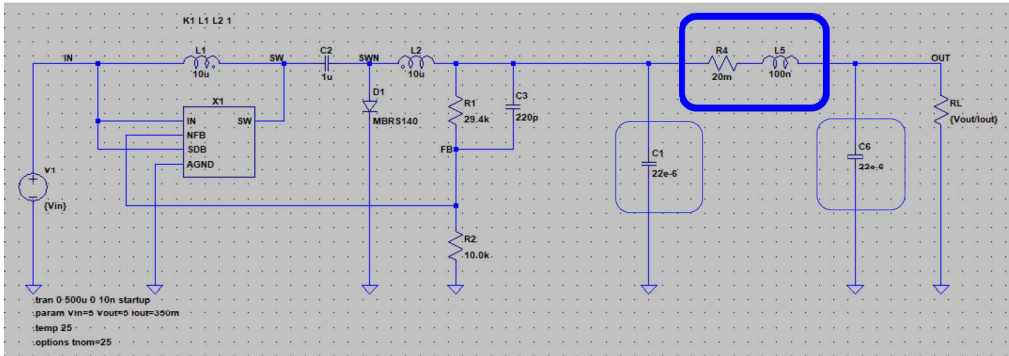 K1 L1 L2 1
IN
L1
10u
SW
C2
1u
SWN
L2
10u
R4
20m
L5
100n
OUT
X1
IN
SW
NFB
SDB
AGND
D1
MBRS140
R1
29.4k
C3
220p
FB
RL
{Vout/Iout}
C1
22e-6
C6
22e-6
V1
{Vin}
R2
10.0k
.tran 0 500u 0 10n startup
.param Vin=5 Vout=5 Iout=350m
.temp 25
.options tnom=25